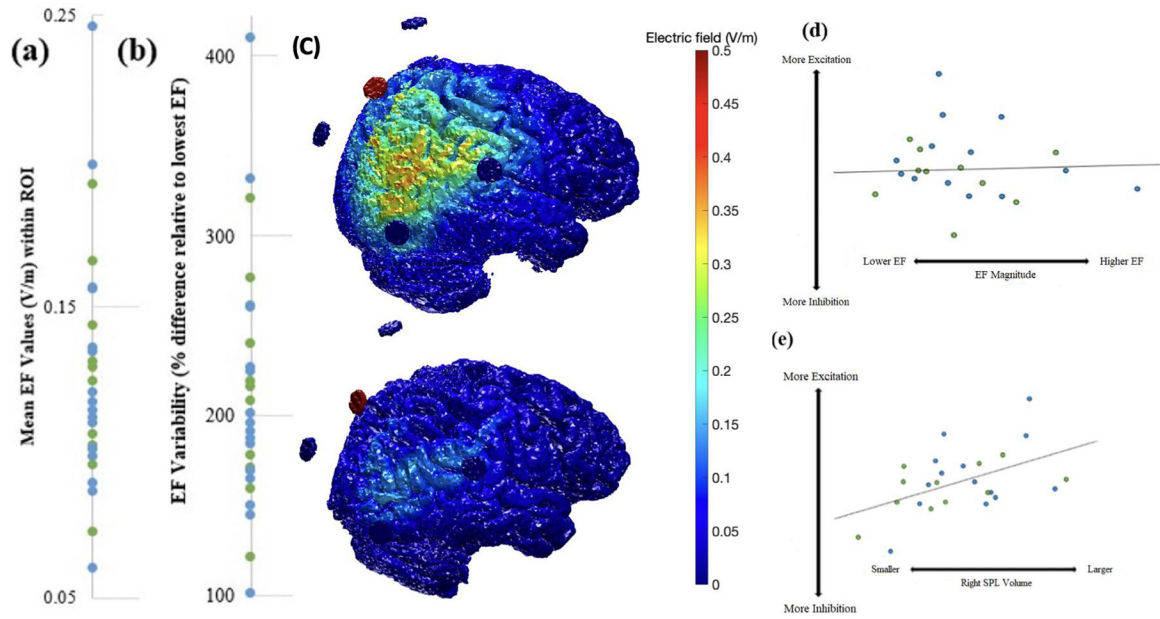 (a)
0.25
0.15
0.05
Mean EF Values (V/m) within ROI
(b)
400
300
200
100
EF Variability (% difference relative to lowest EF)
(C)
Electric field (V/m)
0.5
0.45
0.4
0.35
0.3
0.25
0.2
0.15
0.1
0.05
0
(d)
More Excitation
Lower EF
Higher EF
EF Magnitude
More Inhibition
(e)
More Excitation
Smaller
Larger
Right SPL Volume
More Inhibition